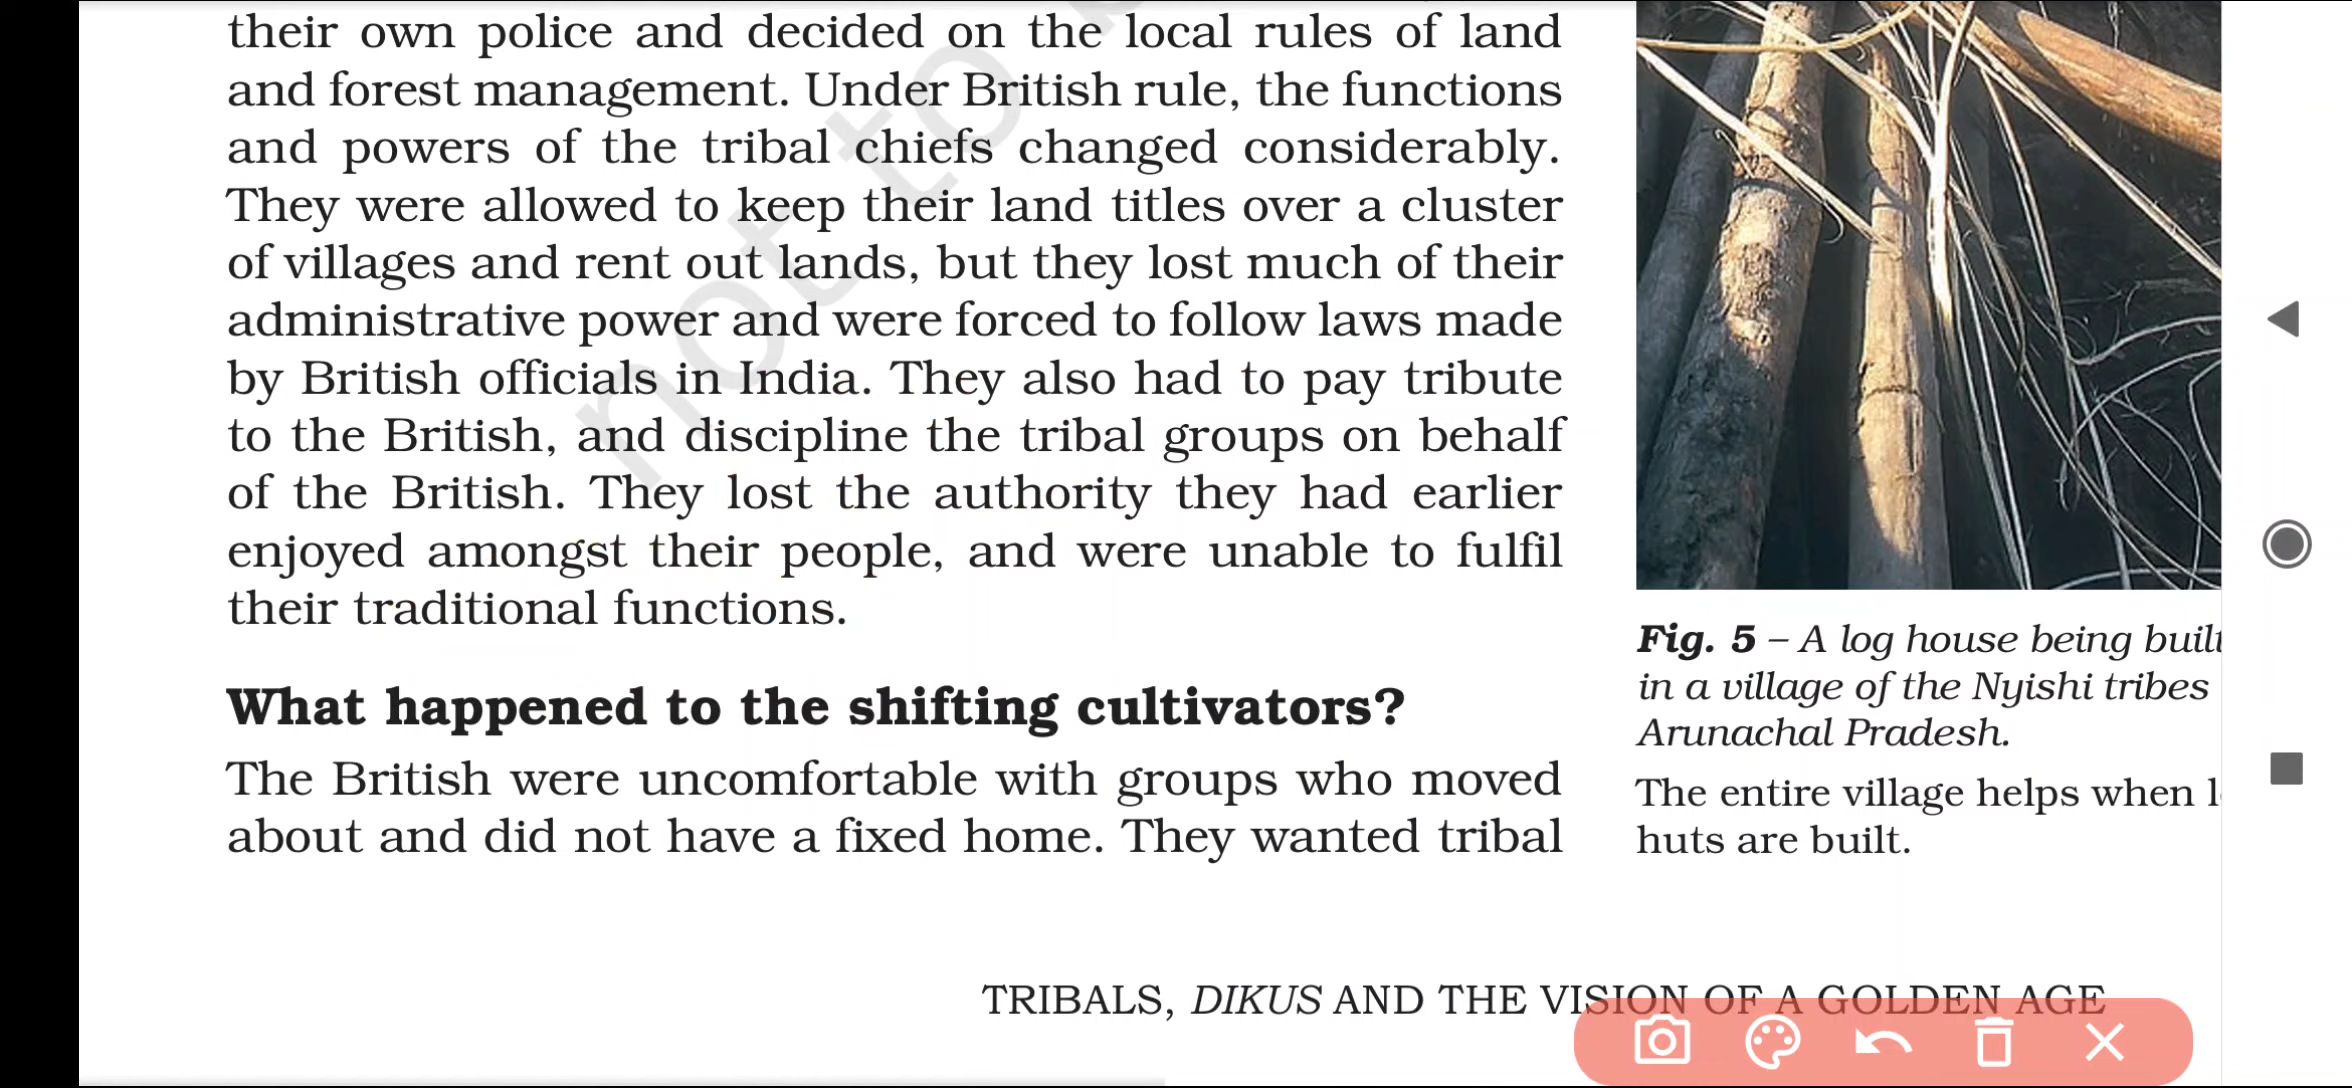 their own police and decided on the local rules of land
and forest management. Under British rule, the functions
and powers of the tribal chiefs changed considerably.
They were allowed to keep their land titles over a cluster
of villages and rent out lands, but they lost much of their
administrative power and were forced to follow laws made
by British officials in India. They also had to pay tribute
to the British, and discipline the tribal groups on behalf
of the British. They lost the authority they had earlier
enjoyed amongst their people, and were unable to fulfil
their traditional functions.
What happened to the shifting cultivators?
The British were uncomfortable with groups who moved
about and did not have a fixed home. They wanted tribal
Fig. 5 – A log house being built
in a village of the Nyishi tribes
Arunachal Pradesh.
The entire village helps when
huts are built.
TRIBALS, DIKUS AND THE VISION OF A GOLDEN AGE
not to